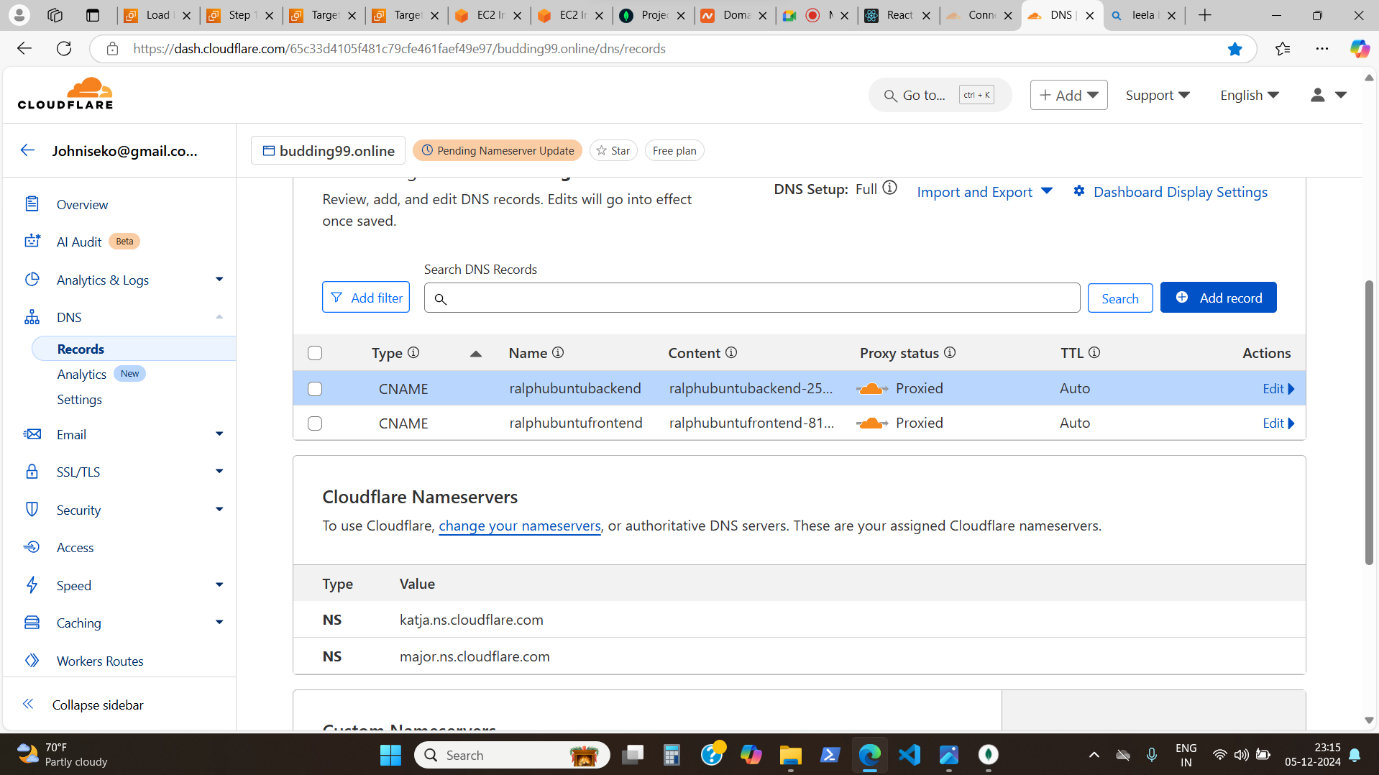 Load
Step
Target
Target
EC2 In
EC2 In
Projec
Doma
React
Conne
DNS |
leela
https://dash.cloudflare.com/65c33d4105f481c79cfe461faef49e97/budding99.online/dns/records
CLOUDFLARE
Go to... ctrl + K
+ Add
Support
English
Johniseko@gmail.co...
budding99.online
Pending Nameserver Update
Star
Free plan
Overview
AI Audit Beta
Analytics & Logs
DNS
Records
Analytics New
Settings
Email
SSL/TLS
Security
Access
Speed
Caching
Workers Routes
Collapse sidebar
Review, add, and edit DNS records. Edits will go into effect
once saved.
DNS Setup: Full
Import and Export
Dashboard Display Settings
Search DNS Records
Add filter
Search
Add record
Type Name Content Proxy status TTL Actions
CNAME ralphubuntubackend ralphubuntubackend-25... Proxied Auto Edit
CNAME ralphubuntufrontend ralphubuntufrontend-81... Proxied Auto Edit
Cloudflare Nameservers
To use Cloudflare, change your nameservers, or authoritative DNS servers. These are your assigned Cloudflare nameservers.
Type Value
NS katja.ns.cloudflare.com
NS major.ns.cloudflare.com
Custom Nameservers
70°F
Partly cloudy
Search
ENG
IN
23:15
05-12-2024